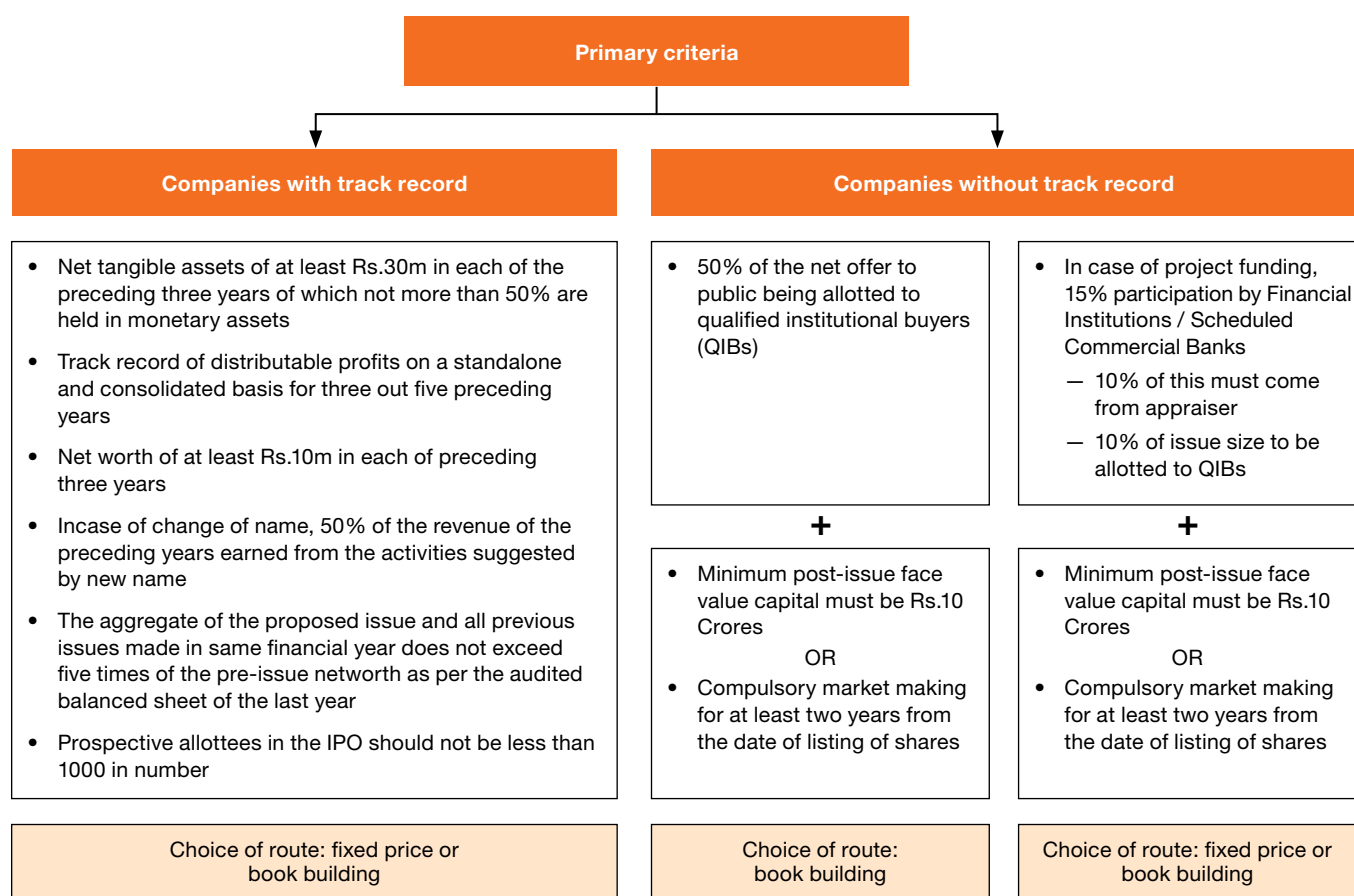 Primary criteria
Companies with track record
Companies without track record
• Net tangible assets of at least Rs.30m in each of the
preceding three years of which not more than 50% are
held in monetary assets
• Track record of distributable profits on a standalone
and consolidated basis for three out five preceding
years
• Net worth of at least Rs.10m in each of preceding
three years
• Incase of change of name, 50% of the revenue of the
preceding years earned from the activities suggested
by new name
• The aggregate of the proposed issue and all previous
issues made in same financial year does not exceed
five times of the pre-issue networth as per the audited
balanced sheet of the last year
• Prospective allottees in the IPO should not be less than
1000 in number
Choice of route: fixed price or
book building
• 50% of the net offer to
public being allotted to
qualified institutional buyers
(QIBs)
+
• Minimum post-issue face
value capital must be Rs.10
Crores
OR
• Compulsory market making
for at least two years from
the date of listing of shares
Choice of route:
book building
• In case of project funding,
15% participation by Financial
Institutions / Scheduled
Commercial Banks
— 10% of this must come
from appraiser
— 10% of issue size to be
allotted to QIBs
+
• Minimum post-issue face
value capital must be Rs.10
Crores
OR
• Compulsory market making
for at least two years from
the date of listing of shares
Choice of route: fixed price or
book building